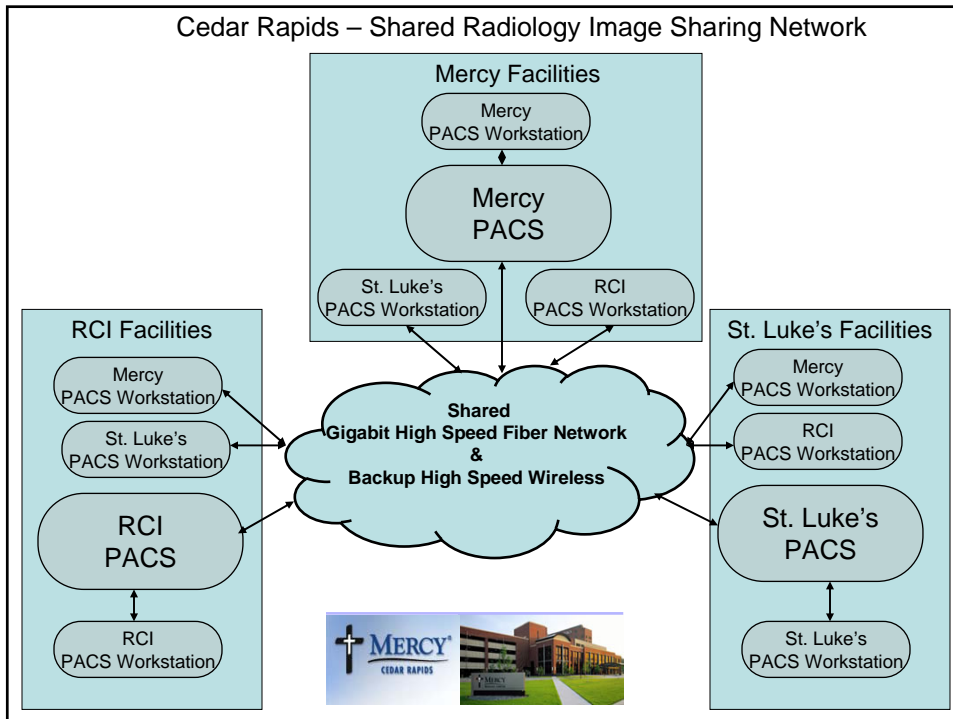 Cedar Rapids – Shared Radiology Image Sharing Network
Mercy Facilities
Mercy
PACS Workstation
Mercy
PACS
St. Luke's
PACS Workstation
RCI
PACS Workstation
RCI Facilities
Mercy
PACS Workstation
St. Luke's
PACS Workstation
RCI
PACS
RCI
PACS Workstation
Shared
Gigabit High Speed Fiber Network
&
Backup High Speed Wireless
St. Luke's Facilities
Mercy
PACS Workstation
RCI
PACS Workstation
St. Luke's
PACS
St. Luke's
PACS Workstation
MERCY®
CEDAR RAPIDS
MERCY